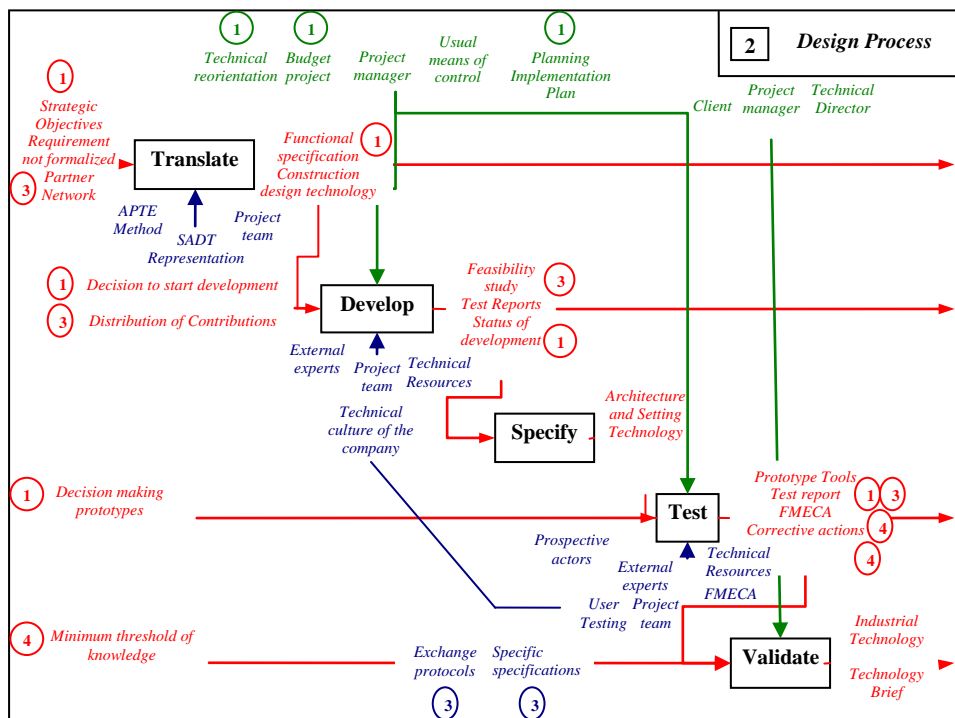 1
1
1
2 Design Process
Technical
reorientation
Budget
project
Project
manager
Usual
means of
control
Planning
Implementation
Plan
Client
Project
manager
Technical
Director
1
Strategic
Objectives
Requirement
not formalized
Partner
Network
3
Translate
Functional
specification
Construction
design technology
1
APTE
Method
SADT
Representation
Project
team
1 Decision to start development
3 Distribution of Contributions
Develop
Feasibility
study
Test Reports
Status of
development
3
1
External
experts
Project
team
Technical
Resources
Technical
culture of the
company
Specify
Architecture
and Setting
Technology
1 Decision making
prototypes
Test
Prototype Tools
Test report
FMECA
Corrective actions
1 3
4
4
Prospective
actors
External
experts
Technical
Resources
FMECA
User
Testing
Project
team
4 Minimum threshold of
knowledge
Exchange
protocols
Specific
specifications
3
3
Validate
Industrial
Technology
Technology
Brief